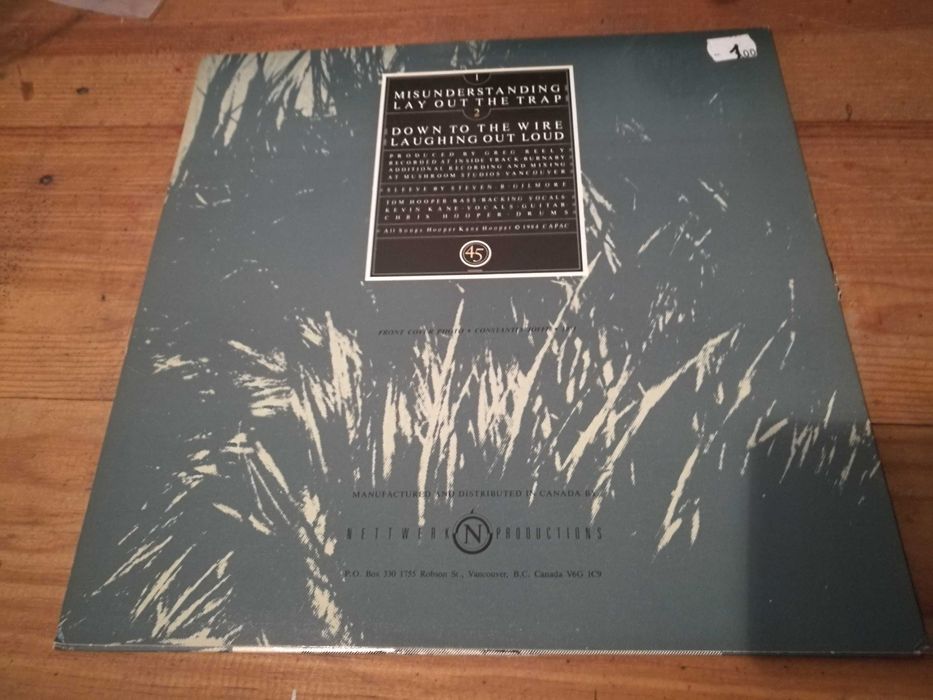 1.00
1
MISUNDERSTANDING
LAY OUT THE TRAP
2
DOWN TO THE WIRE
LAUGHING OUT LOUD
PRODUCED BY GREG REELY
RECORDED AT INSIDE TRACK BURNABY
ADDITIONAL RECORDING AND MIXING
AT MUSHROOM STUDIOS VANCOUVER
SLEEVE BY STEVEN R · GILMORE
TOM HOOPER · BASS · BACKING VOCALS
KEVIN KANE · VOCALS · GUITAR
CHRIS HOOPER · DRUMS
All Songs Hooper Kane Hooper © 1984 CAPAC
45
FRONT COVER PHOTO • CONSTANTIN JOFFE •
MANUFACTURED AND DISTRIBUTED IN CANADA BY
NETTWERK N PRODUCTIONS
P.O. Box 330 1755 Robson St., Vancouver, B.C. Canada V6G 1C9